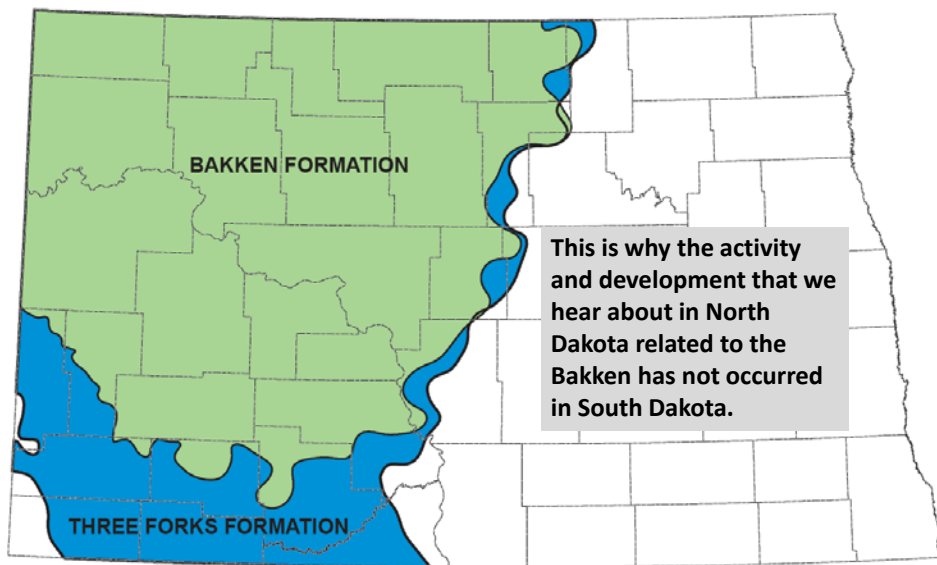 BAKKEN FORMATION
This is why the activity
and development that we
hear about in North
Dakota related to the
Bakken has not occurred
in South Dakota.
THREE FORKS FORMATION